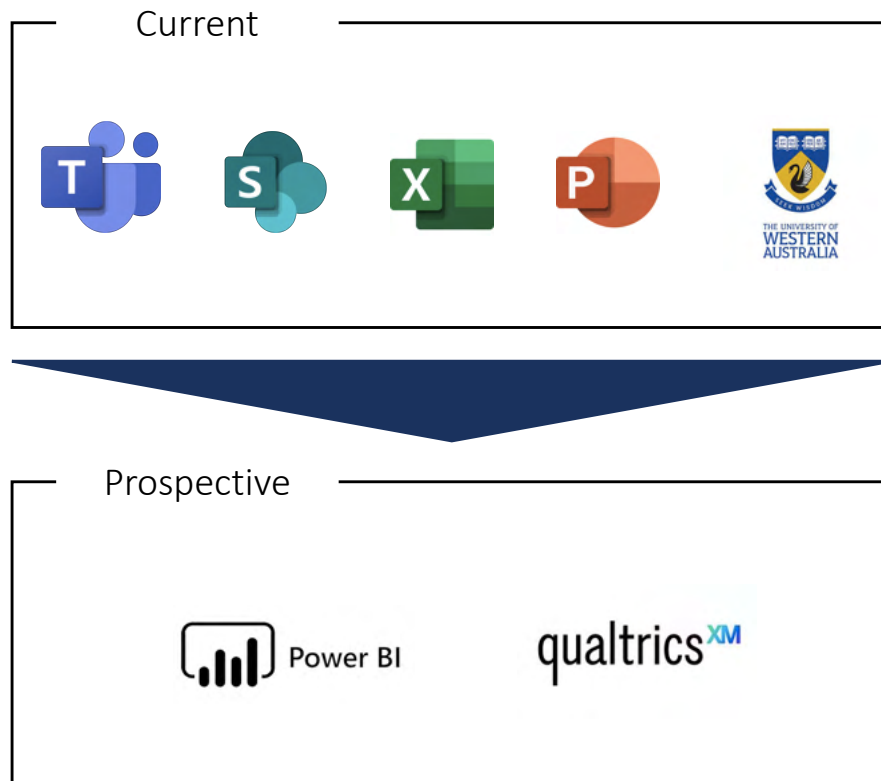 Current
T
S
X
P
SEEK WISDOM
THE UNIVERSITY OF
WESTERN
AUSTRALIA
Prospective
Power BI
qualtrics XM